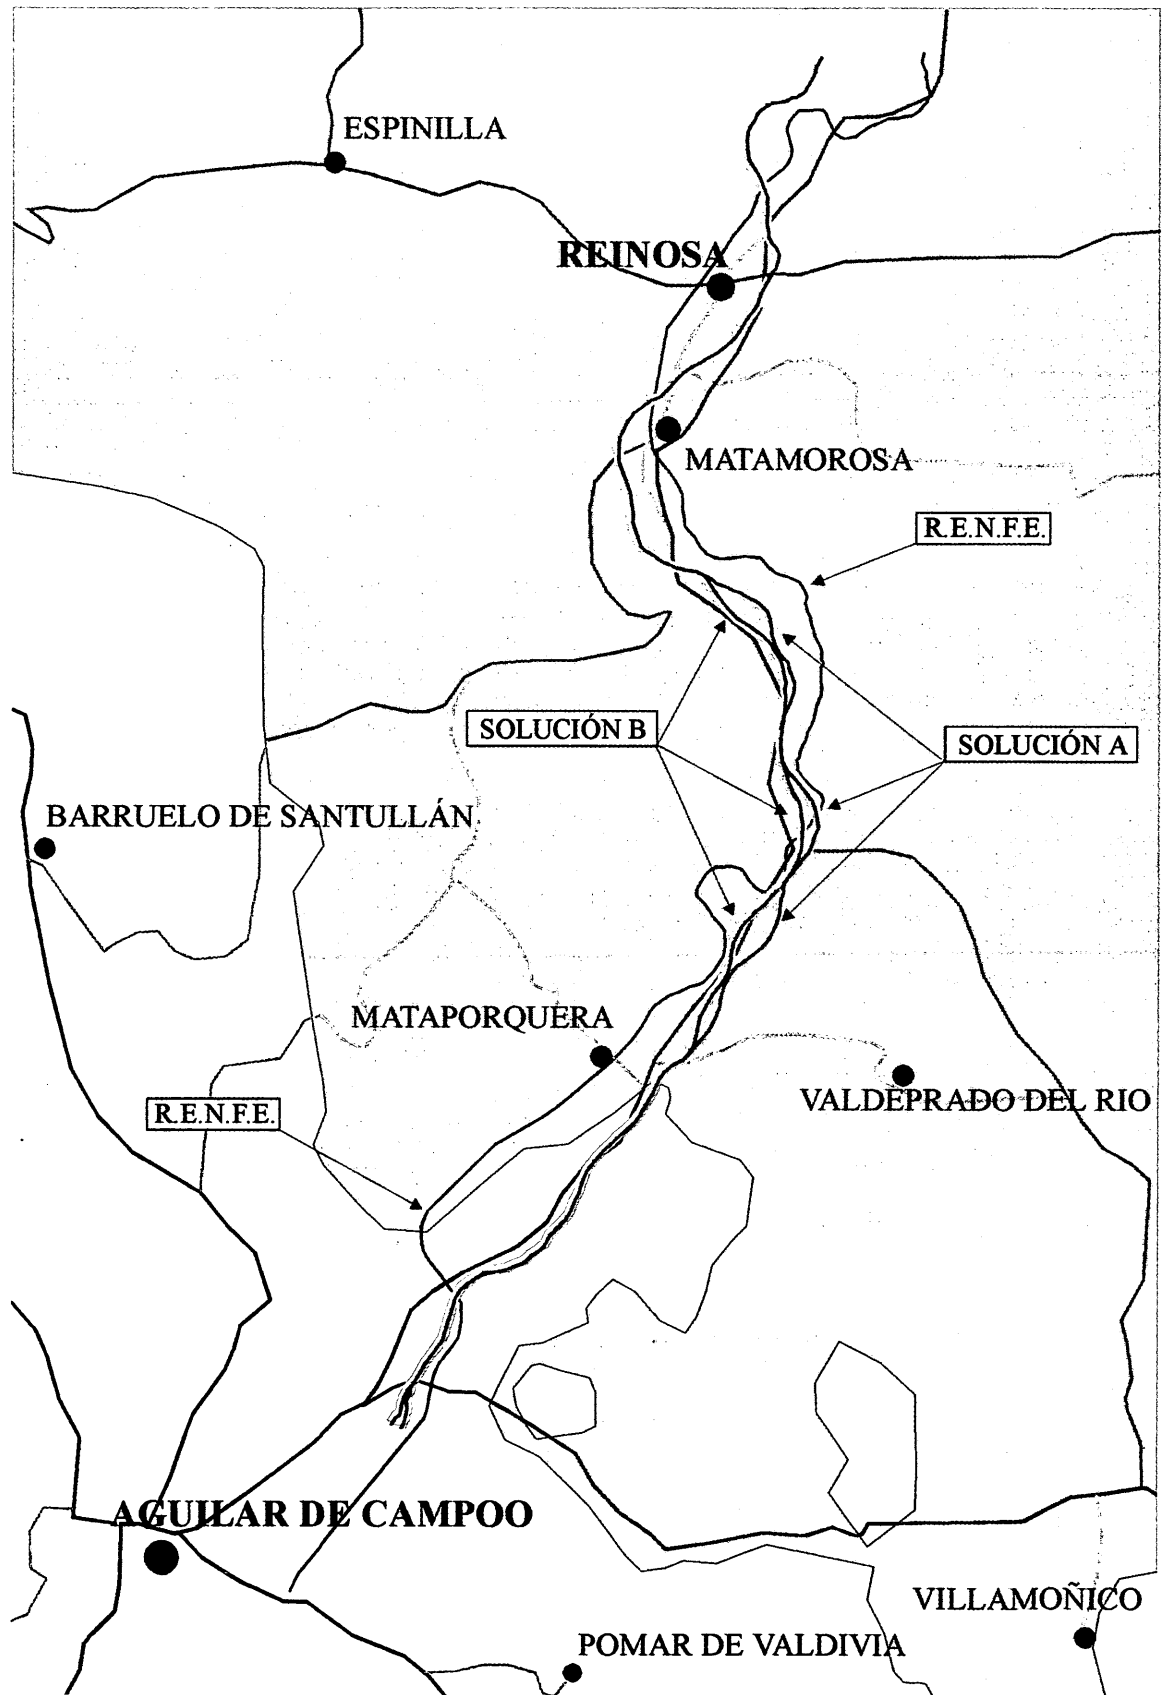 ESPINILLA
REINOSA
MATAMOROSA
R.E.N.F.E.
SOLUCIÓN B
SOLUCIÓN A
BARRUELO DE SANTULLÁN
MATAPORQUERA
VALDEPRADO DEL RIO
R.E.N.F.E.
AGUILAR DE CAMPOO
VILLAMOÑICO
POMAR DE VALDIVIA